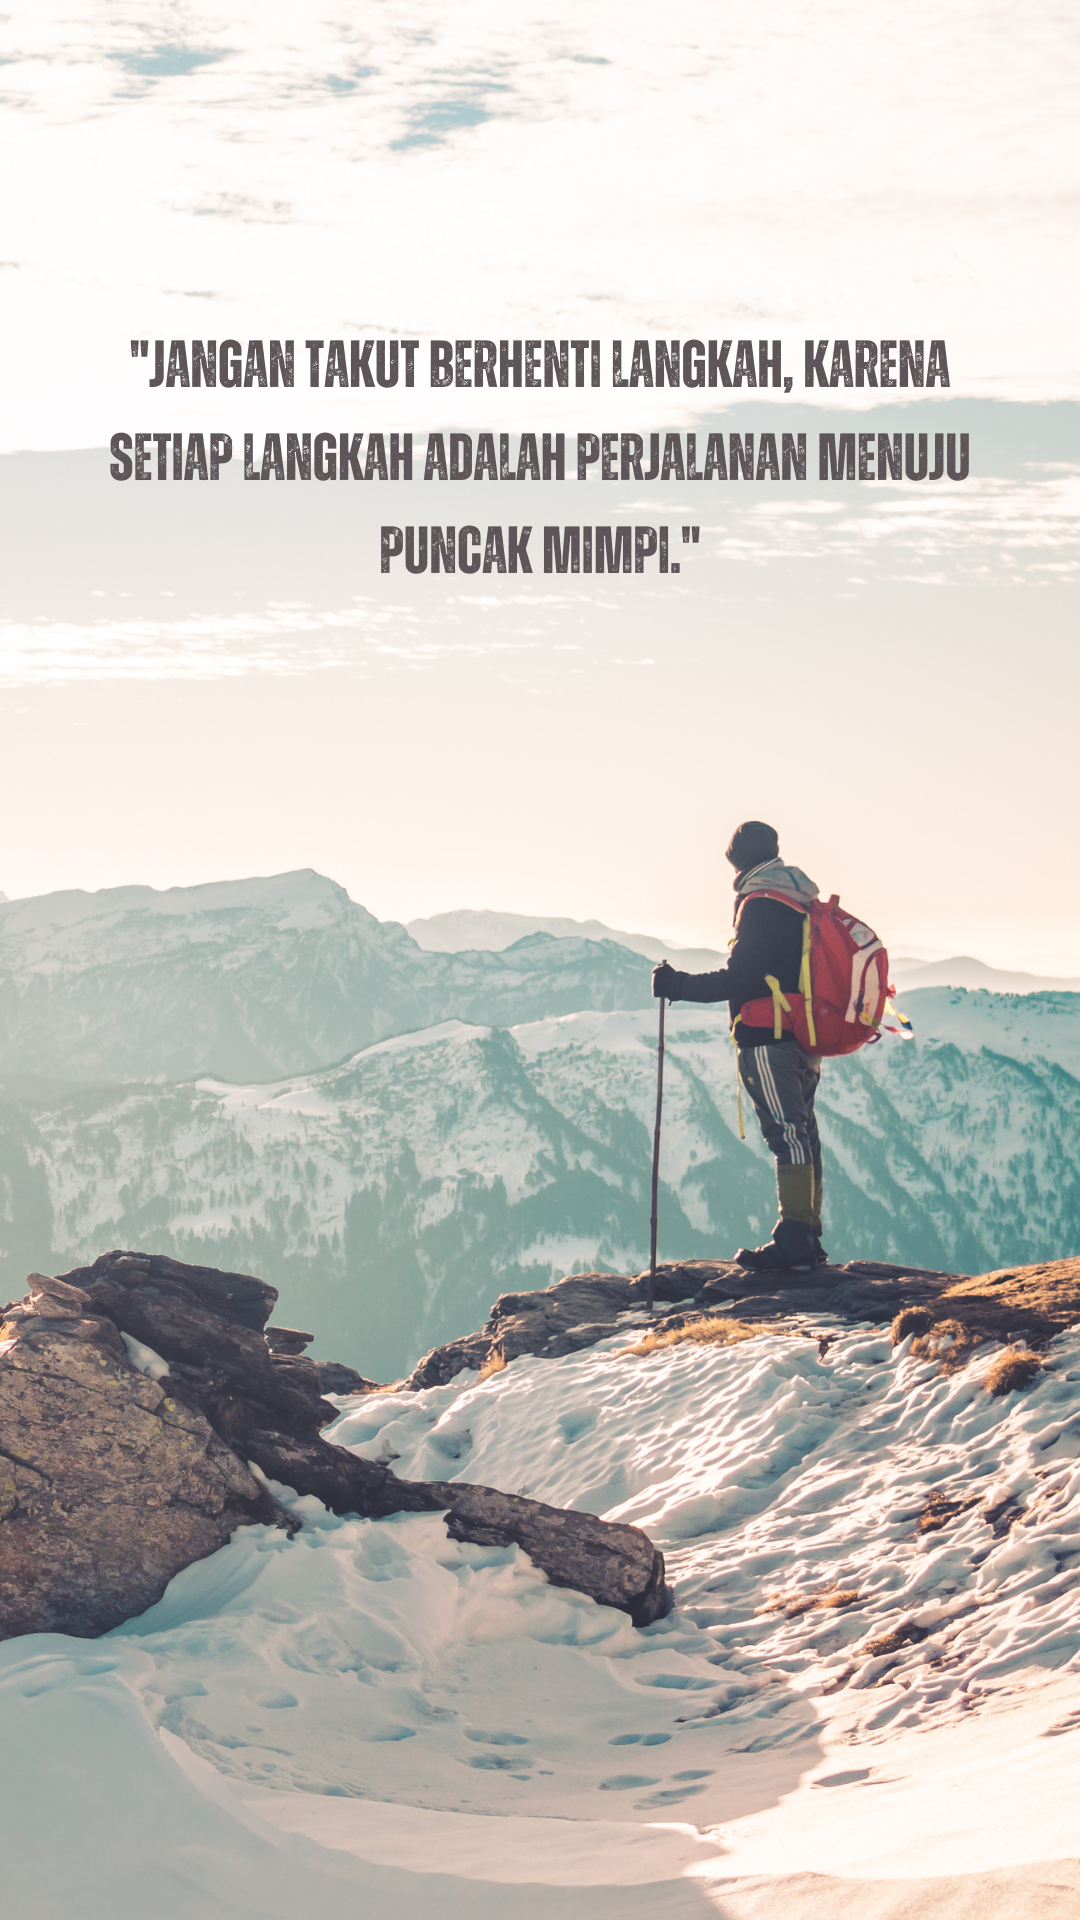 "JANGAN TAKUT BERHENTI LANGKAH, KARENA
SETIAP LANGKAH ADALAH PERJALANAN MENUJU
PUNCAK MIMPI."